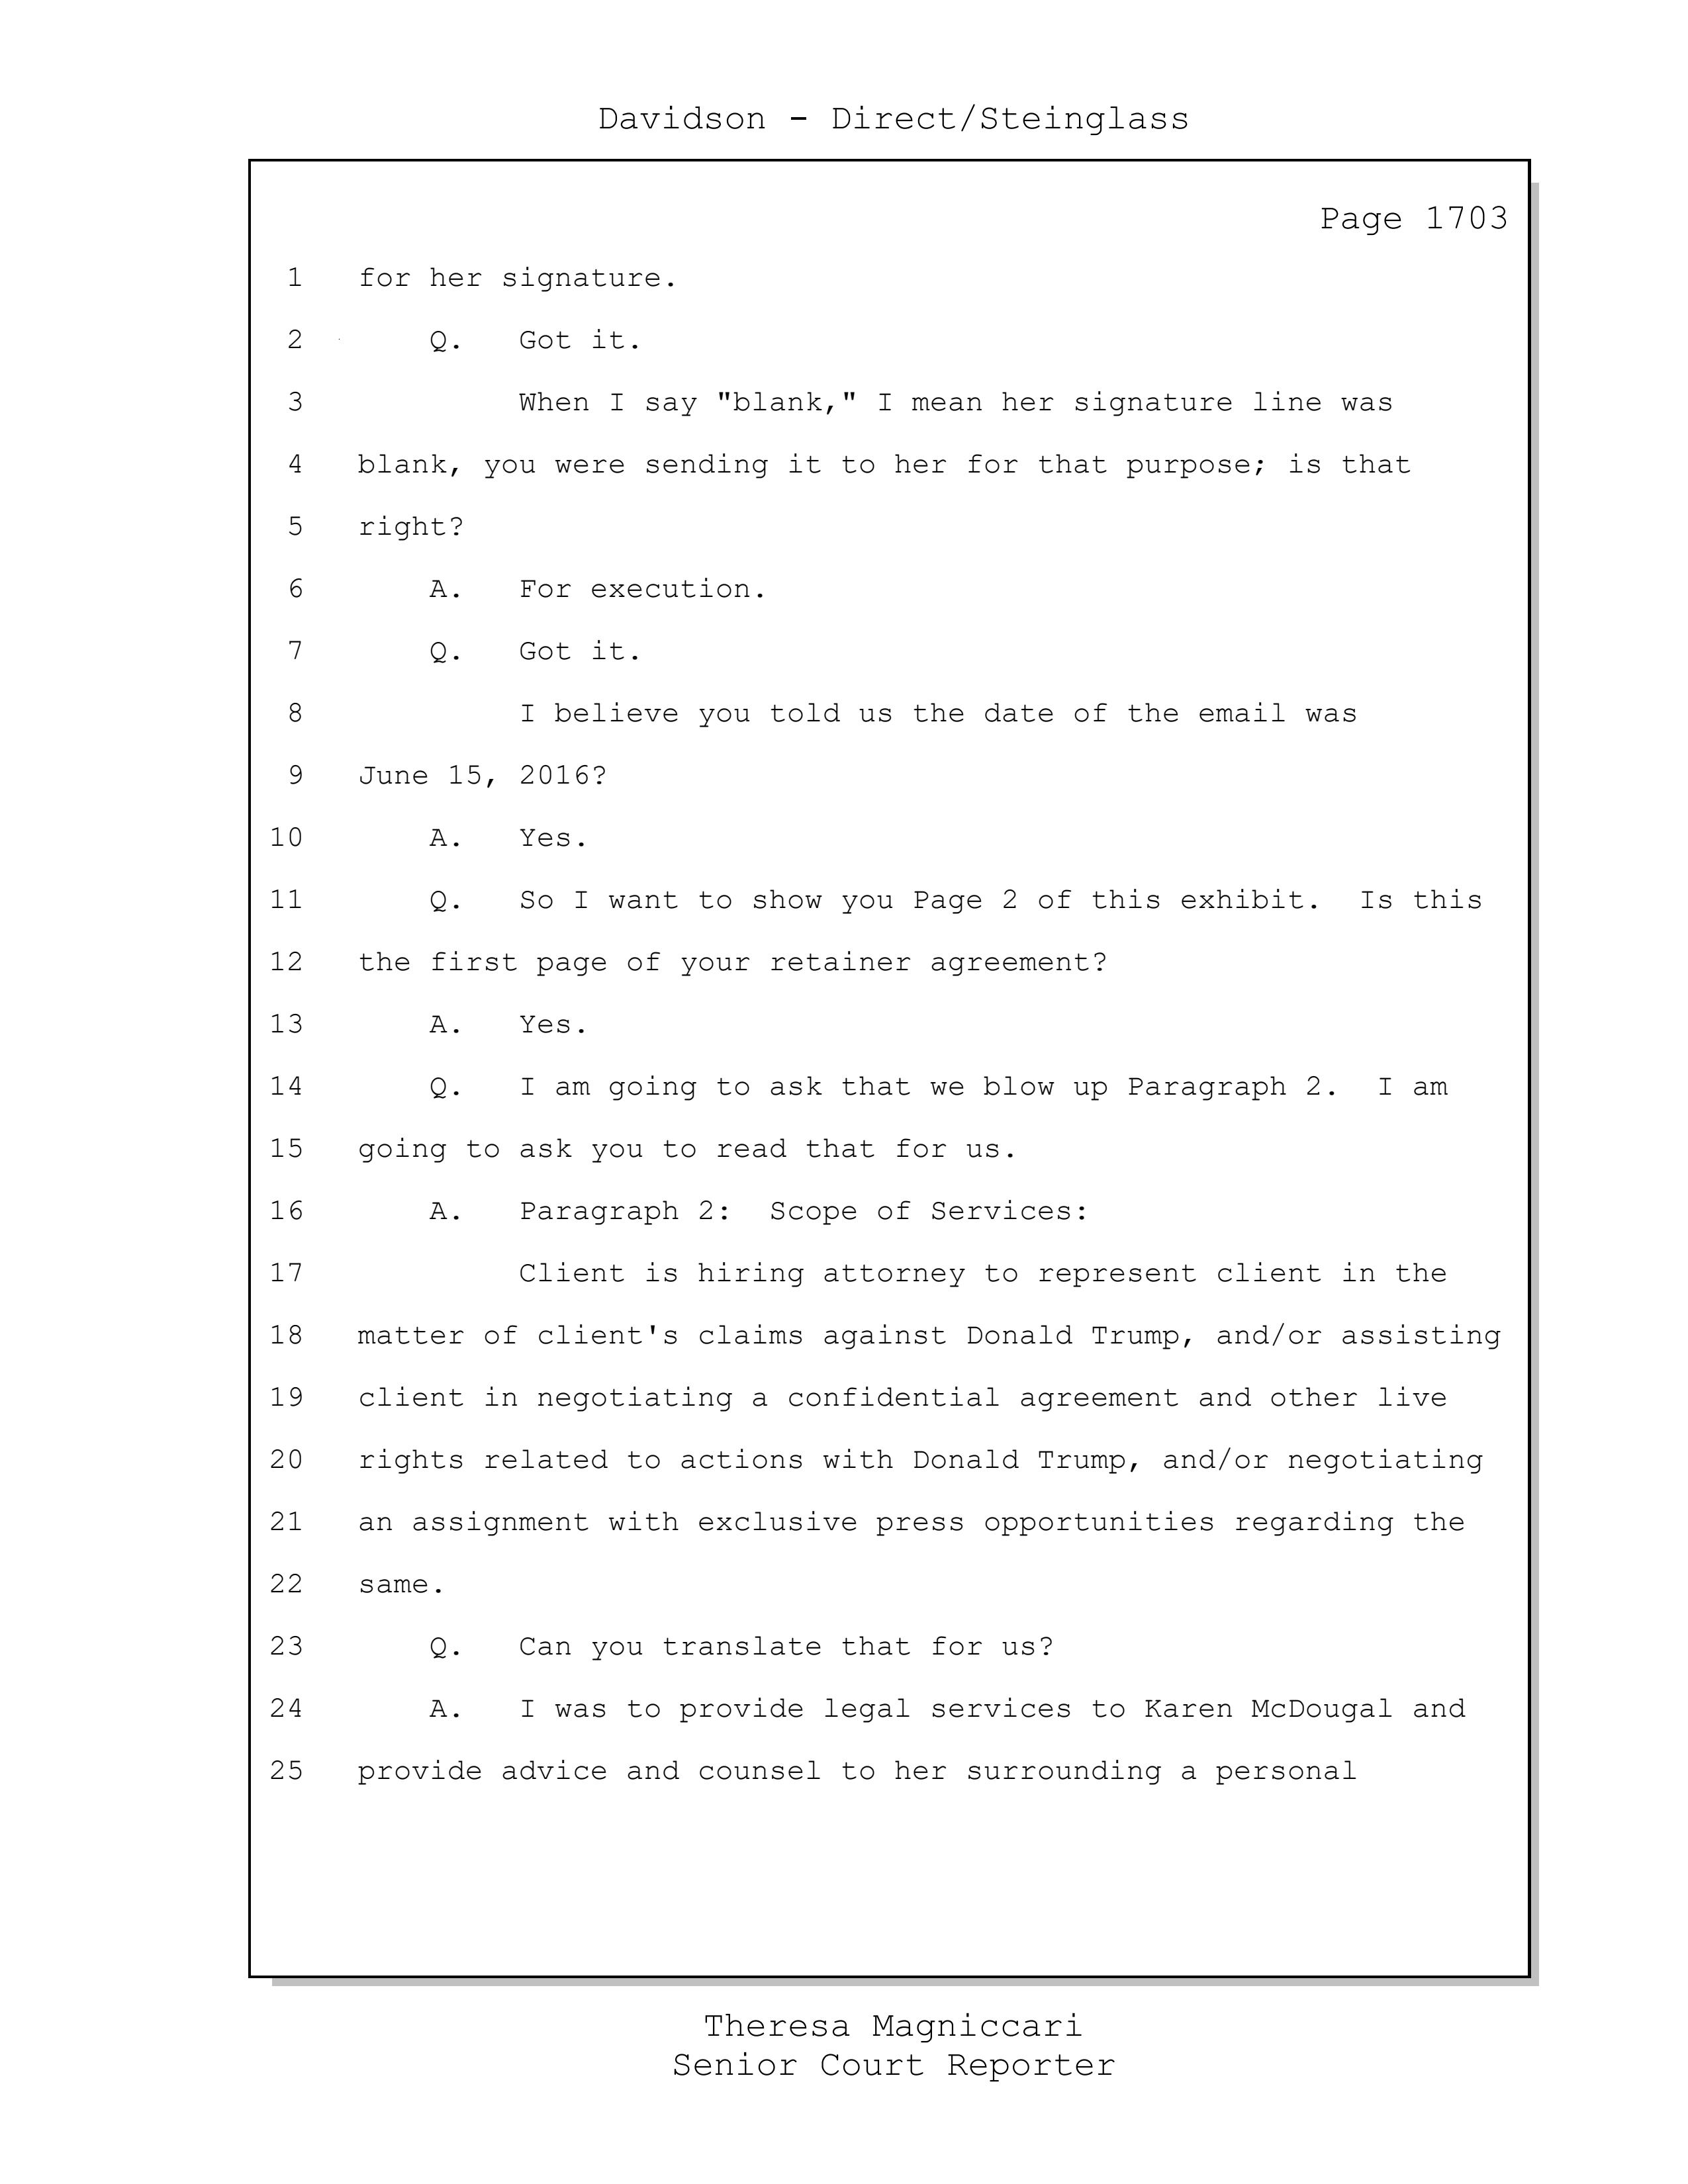 Davidson - Direct/Steinglass
Page 1703
1 for her signature.
2 Q. Got it.
3 When I say "blank," I mean her signature line was
4 blank, you were sending it to her for that purpose; is that
5 right?
6 A. For execution.
7 Q. Got it.
8 I believe you told us the date of the email was
9 June 15, 2016?
10 A. Yes.
11 Q. So I want to show you Page 2 of this exhibit. Is this
12 the first page of your retainer agreement?
13 A. Yes.
14 Q. I am going to ask that we blow up Paragraph 2. I am
15 going to ask you to read that for us.
16 A. Paragraph 2: Scope of Services:
17 Client is hiring attorney to represent client in the
18 matter of client's claims against Donald Trump, and/or assisting
19 client in negotiating a confidential agreement and other live
20 rights related to actions with Donald Trump, and/or negotiating
21 an assignment with exclusive press opportunities regarding the
22 same.
23 Q. Can you translate that for us?
24 A. I was to provide legal services to Karen McDougal and
25 provide advice and counsel to her surrounding a personal
Theresa Magniccari
Senior Court Reporter